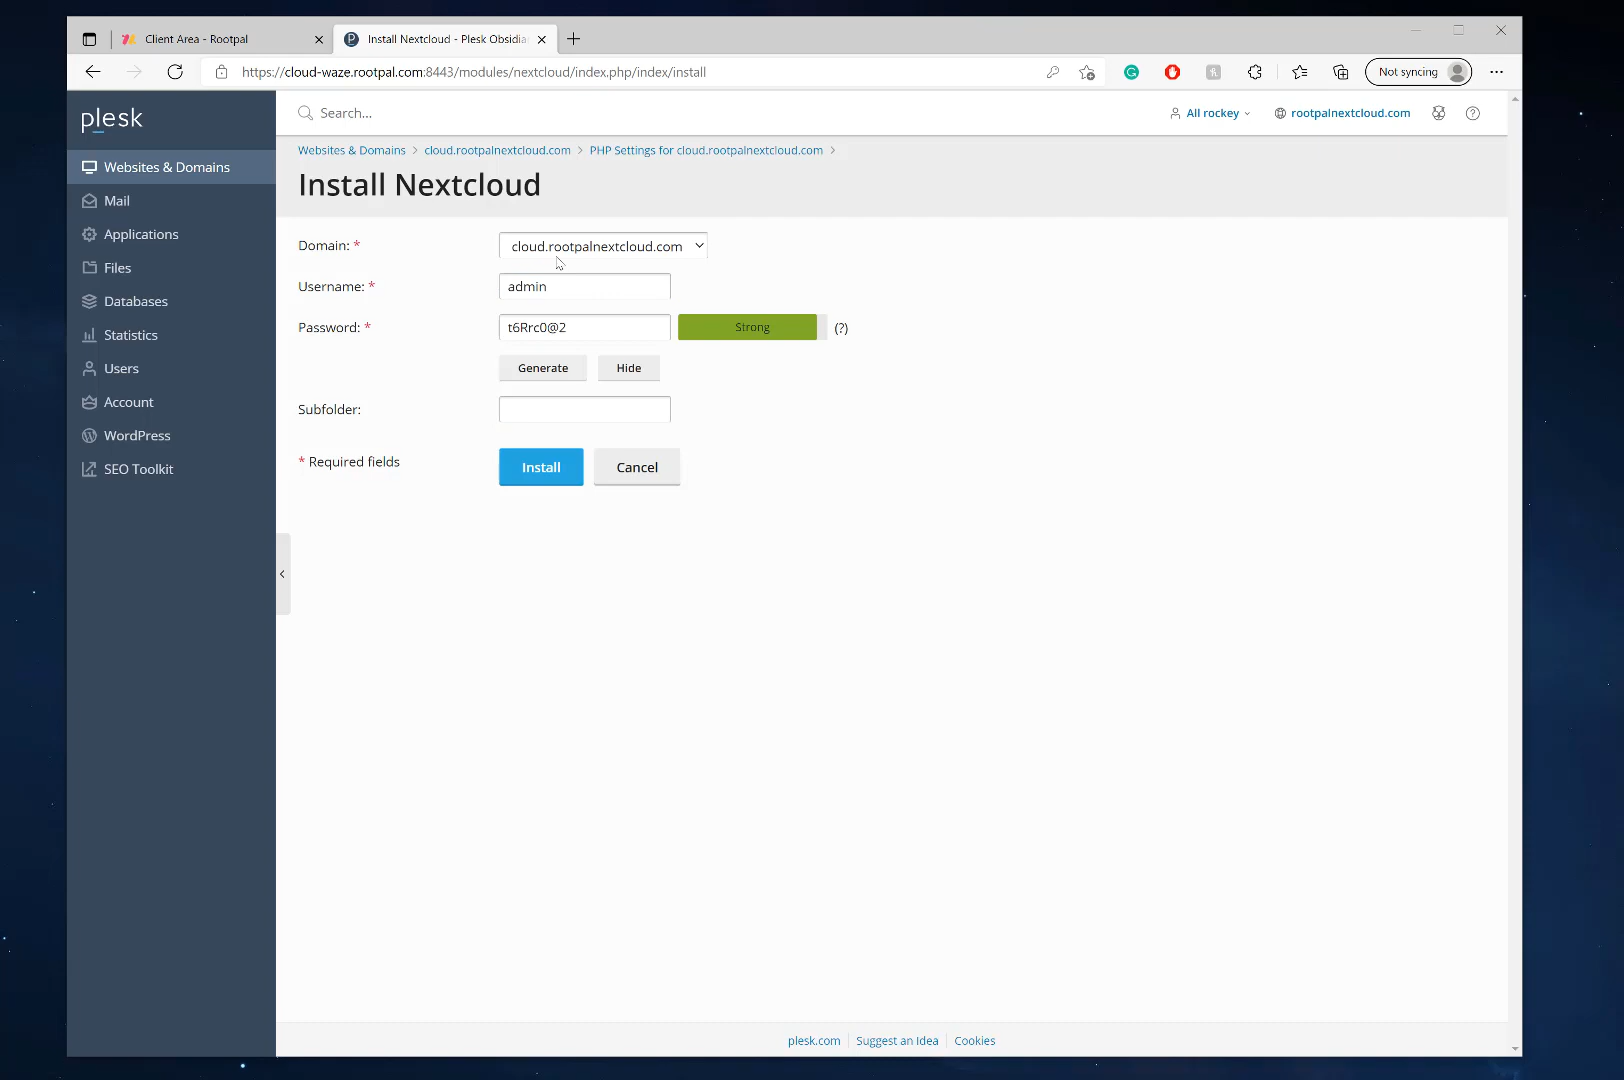 Client Area - Rootpal
Install Nextcloud - Plesk Obsidia
https://cloud-waze.rootpal.com:8443/modules/nextcloud/index.php/index/install
Not syncing
plesk
Search...
All rockey
rootpalnextcloud.com
Websites & Domains
Mail
Applications
Files
Databases
Statistics
Users
Account
WordPress
SEO Toolkit
Websites & Domains > cloud.rootpalnextcloud.com > PHP Settings for cloud.rootpalnextcloud.com >
Install Nextcloud
Domain: * cloud.rootpalnextcloud.com
Username: * admin
Password: * t6Rrc0@2 Strong (?)
Generate Hide
Subfolder:
* Required fields Install Cancel
plesk.com Suggest an Idea Cookies